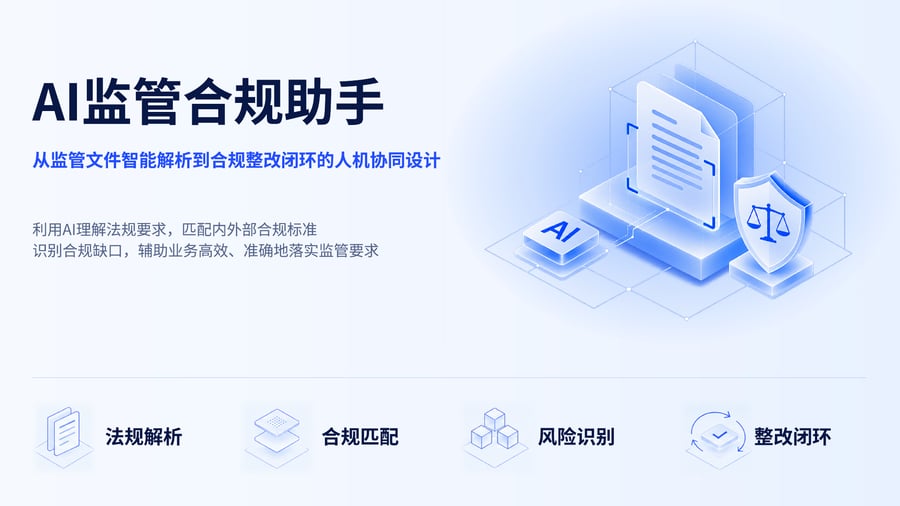 AI监管合规助手
从监管文件智能解析到合规整改闭环的人机协同设计
利用AI理解法规要求，匹配内外部合规标准
识别合规缺口，辅助业务高效、准确地落实监管要求
AI
法规解析
合规匹配
风险识别
整改闭环